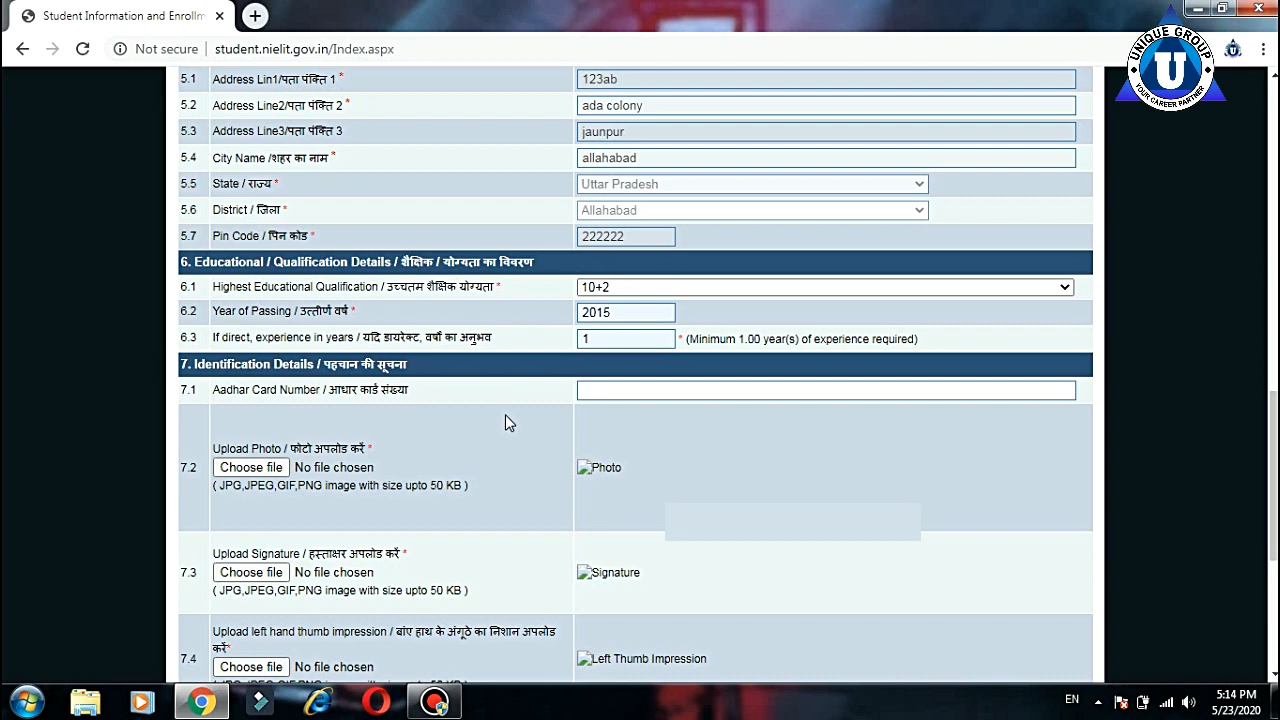 Student Information and Enrollm
Not secure
student.nielit.gov.in/Index.aspx
UNIQUE GROUP
U
YOUR CAREER PARTNER
5.1 Address Lin1/पता पंक्ति 1 * 123ab
5.2 Address Line2/पता पंक्ति 2 * ada colony
5.3 Address Line3/पता पंक्ति 3 jaunpur
5.4 City Name /शहर का नाम * allahabad
5.5 State / राज्य * Uttar Pradesh
5.6 District / जिला * Allahabad
5.7 Pin Code / पिन कोड * 222222
6. Educational / Qualification Details / शैक्षिक / योग्यता का विवरण
6.1 Highest Educational Qualification / उच्चतम शैक्षिक योग्यता * 10+2
6.2 Year of Passing / उत्तीर्ण वर्ष * 2015
6.3 If direct, experience in years / यदि डायरेक्ट, वर्षों का अनुभव 1 * (Minimum 1.00 year(s) of experience required)
7. Identification Details / पहचान की सूचना
7.1 Aadhar Card Number / आधार कार्ड संख्या
Upload Photo / फोटो अपलोड करें *
7.2 Choose file No file chosen Photo
( JPG,JPEG,GIF,PNG image with size upto 50 KB )
Upload Signature / हस्ताक्षर अपलोड करें *
7.3 Choose file No file chosen Signature
( JPG,JPEG,GIF,PNG image with size upto 50 KB )
Upload left hand thumb impression / बांए हाथ के अंगूठे का निशान अपलोड
करें*
7.4 Choose file No file chosen Left Thumb Impression
EN
5:14 PM
5/23/2020